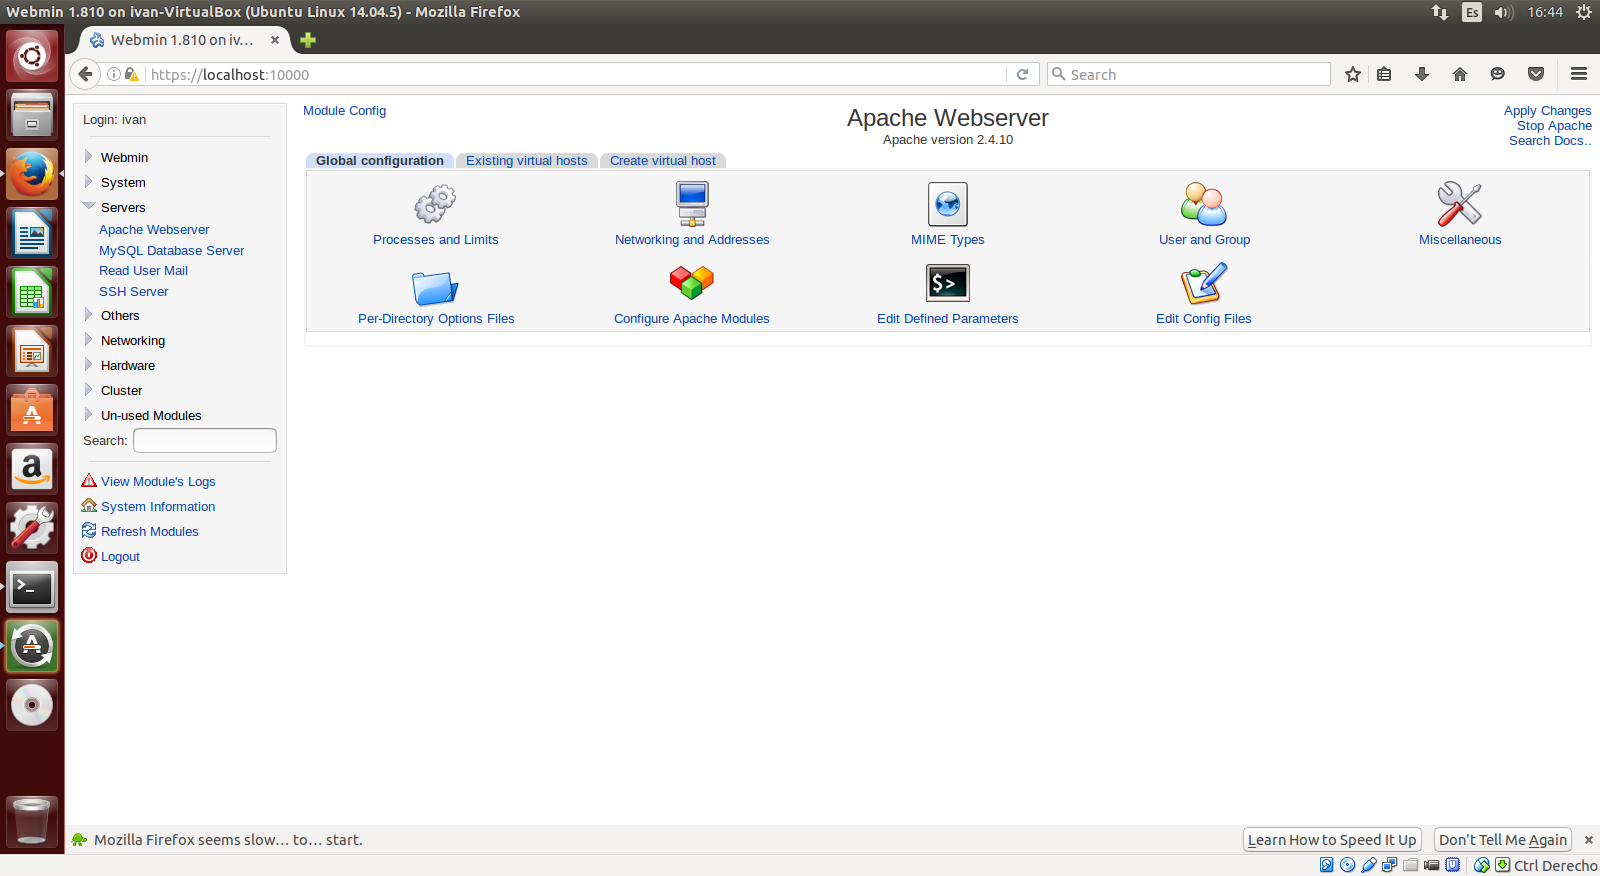 Webmin 1.810 on ivan-VirtualBox (Ubuntu Linux 14.04.5) - Mozilla Firefox
Es
16:44
Webmin 1.810 on iv...
https://localhost:10000
Search
Login: ivan
Webmin
System
Servers
Apache Webserver
MySQL Database Server
Read User Mail
SSH Server
Others
Networking
Hardware
Cluster
Un-used Modules
Search:
View Module's Logs
System Information
Refresh Modules
Logout
Module Config
Apache Webserver
Apache version 2.4.10
Apply Changes
Stop Apache
Search Docs..
Global configuration
Existing virtual hosts
Create virtual host
Processes and Limits
Networking and Addresses
MIME Types
User and Group
Miscellaneous
$>
Per-Directory Options Files
Configure Apache Modules
Edit Defined Parameters
Edit Config Files
Mozilla Firefox seems slow... to... start.
Learn How to Speed It Up
Don't Tell Me Again
Ctrl Derecho